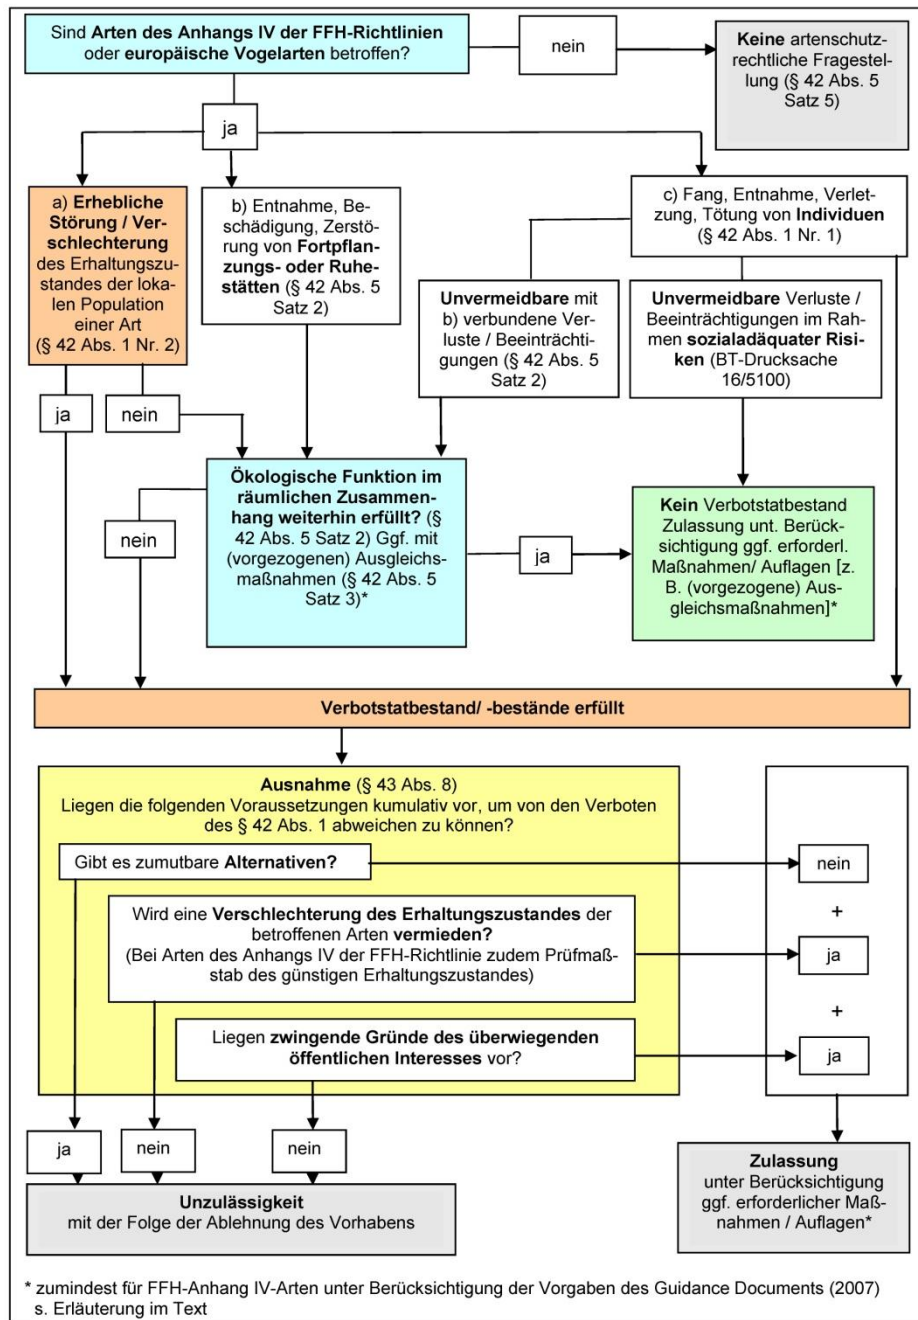 Sind Arten des Anhangs IV der FFH-Richtlinien
oder europäische Vogelarten betroffen?
nein
Keine artenschutz-
rechtliche Fragestel-
lung (§ 42 Abs. 5
Satz 5)
ja
a) Erhebliche
Störung / Ver-
schlechterung
des Erhaltungszu-
standes der loka-
len Population
einer Art
(§ 42 Abs. 1 Nr. 2)
b) Entnahme, Be-
schädigung, Zerstö-
rung von Fortpflan-
zungs- oder Ruhe-
stätten (§ 42 Abs. 5
Satz 2)
c) Fang, Entnahme, Verlet-
zung, Tötung von Individuen
(§ 42 Abs. 1 Nr. 1)
Unvermeidbare mit
b) verbundene Ver-
luste / Beeinträchti-
gungen (§ 42 Abs. 5
Satz 2)
Unvermeidbare Verluste /
Beeinträchtigungen im Rah-
men sozialadäquater Risi-
ken (BT-Drucksache
16/5100)
ja
nein
Ökologische Funktion im
räumlichen Zusammen-
hang weiterhin erfüllt? (§
42 Abs. 5 Satz 2) Ggf. mit
(vorgezogenen) Ausgleichs-
maßnahmen (§ 42 Abs. 5
Satz 3)*
nein
ja
Kein Verbotstatbestand
Zulassung unt. Berück-
sichtigung ggf. erforderl.
Maßnahmen/ Auflagen [z.
B. (vorgezogene) Aus-
gleichsmaßnahmen]*
Verbotstatbestand/ -bestände erfüllt
Ausnahme (§ 43 Abs. 8)
Liegen die folgenden Voraussetzungen kumulativ vor, um von den Verboten
des § 42 Abs. 1 abweichen zu können?
Gibt es zumutbare Alternativen?
nein
+
Wird eine Verschlechterung des Erhaltungszustandes der
betroffenen Arten vermieden?
(Bei Arten des Anhangs IV der FFH-Richtlinie zudem Prüfmaß-
stab des günstigen Erhaltungszustandes)
ja
+
Liegen zwingende Gründe des überwiegenden
öffentlichen Interesses vor?
ja
ja
nein
nein
Unzulässigkeit
mit der Folge der Ablehnung des Vorhabens
Zulassung
unter Berücksichtigung
ggf. erforderlicher Maß-
nahmen / Auflagen*
* zumindest für FFH-Anhang IV-Arten unter Berücksichtigung der Vorgaben des Guidance Documents (2007)
s. Erläuterung im Text